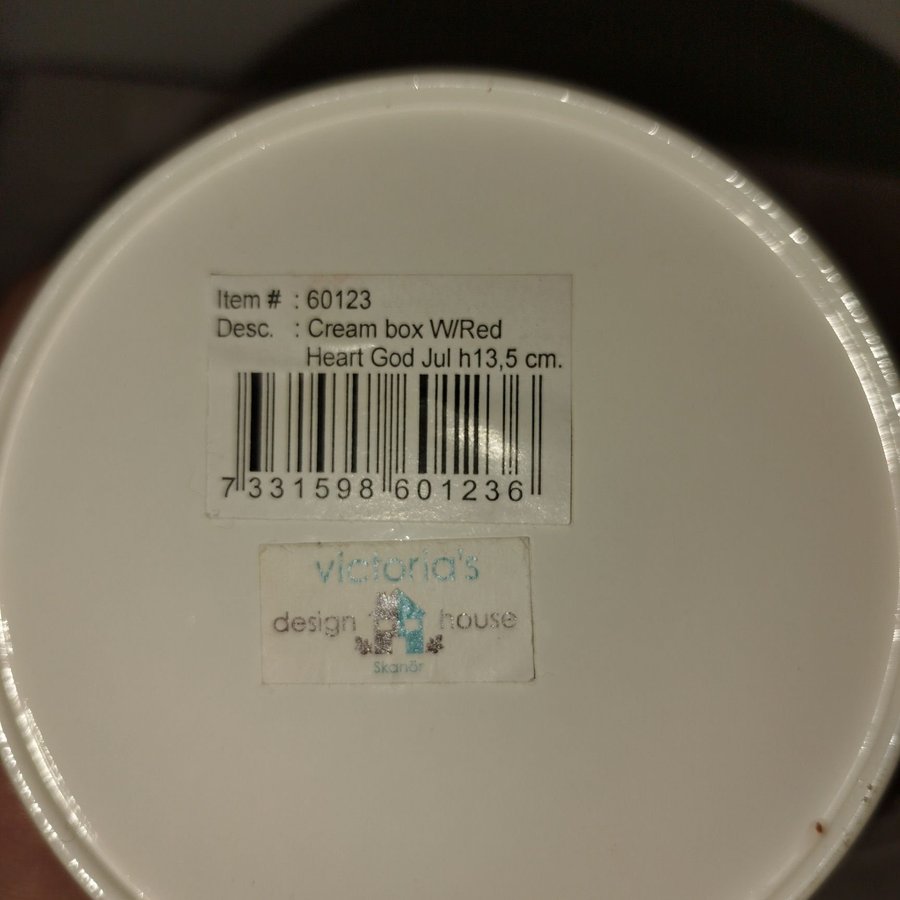 Item # : 60123
Desc. : Cream box W/Red
Heart God Jul h13,5 cm.
7 331598 601236
victoria's
design house
Skanör